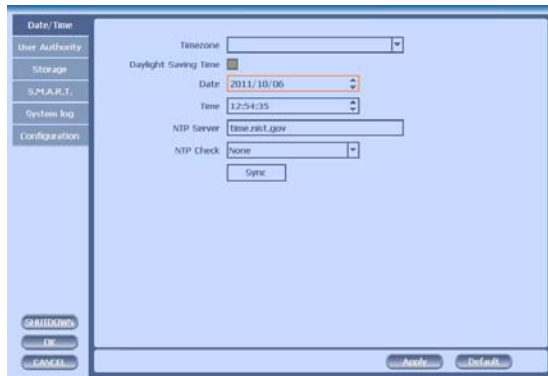 Date/Time
User Authority
Storage
S.M.A.R.T.
System log
Configuration
Timezone
Daylight Saving Time
Date 2011/10/06
Time 12:54:35
NTP Server time.nist.gov
NTP Check None
Sync
SHUTDOWN
OK
CANCEL
Apply Default